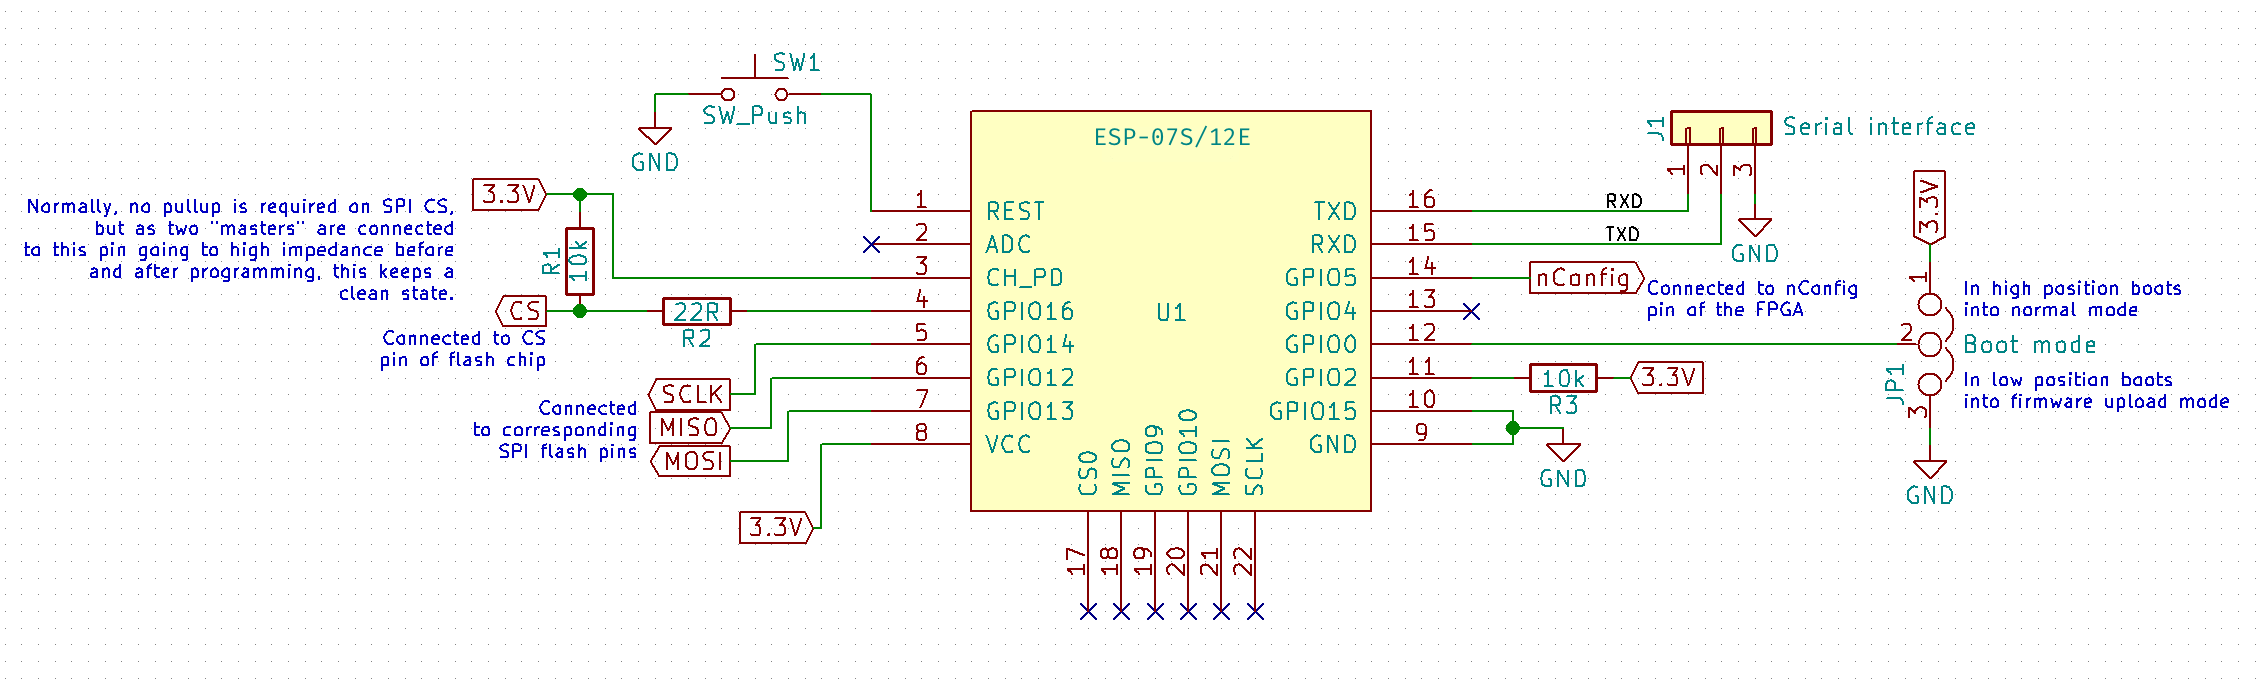 SW1
SW_Push
GND
3.3V
Normally, no pullup is required on SPI CS,
but as two "masters" are connected
to this pin going to high impedance before
and after programming, this keeps a
clean state.
R1
10k
CS
Connected to CS
pin of flash chip
22R
R2
SCLK
MISO
MOSI
Connected
to corresponding
SPI flash pins
3.3V
ESP-07S/12E
U1
1 REST
2 ADC
3 CH_PD
4 GPIO16
5 GPIO14
6 GPIO12
7 GPIO13
8 VCC
TXD 16
RXD 15
GPIO5 14
GPIO4 13
GPIO0 12
GPIO2 11
GPIO15 10
GND 9
CS0
MISO
GPIO9
GPIO10
MOSI
SCLK
17
18
19
20
21
22
RXD
TXD
J1
Serial interface
1
2
3
GND
nConfig
Connected to nConfig
pin of the FPGA
10k
R3
3.3V
GND
3.3V
1
In high position boots
into normal mode
2
Boot mode
JP1
In low position boots
into firmware upload mode
3
GND